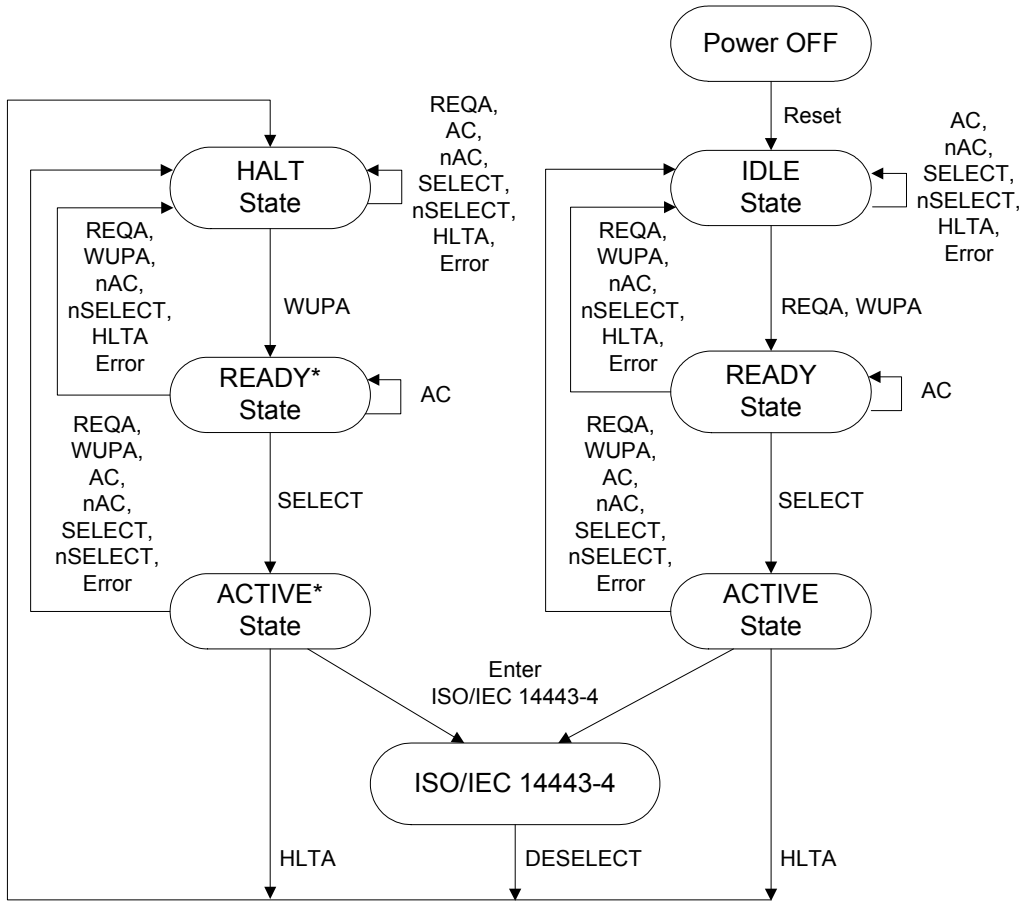 Power OFF
Reset
HALT
State
REQA,
AC,
nAC,
SELECT,
nSELECT,
HLTA,
Error
IDLE
State
AC,
nAC,
SELECT,
nSELECT,
HLTA,
Error
REQA,
WUPA,
nAC,
nSELECT,
HLTA
Error
WUPA
REQA,
WUPA,
nAC,
nSELECT,
HLTA,
Error
REQA, WUPA
READY*
State
AC
READY
State
AC
REQA,
WUPA,
AC,
nAC,
SELECT,
nSELECT,
Error
SELECT
REQA,
WUPA,
AC,
nAC,
SELECT,
nSELECT,
Error
SELECT
ACTIVE*
State
ACTIVE
State
Enter
ISO/IEC 14443-4
ISO/IEC 14443-4
HLTA
DESELECT
HLTA